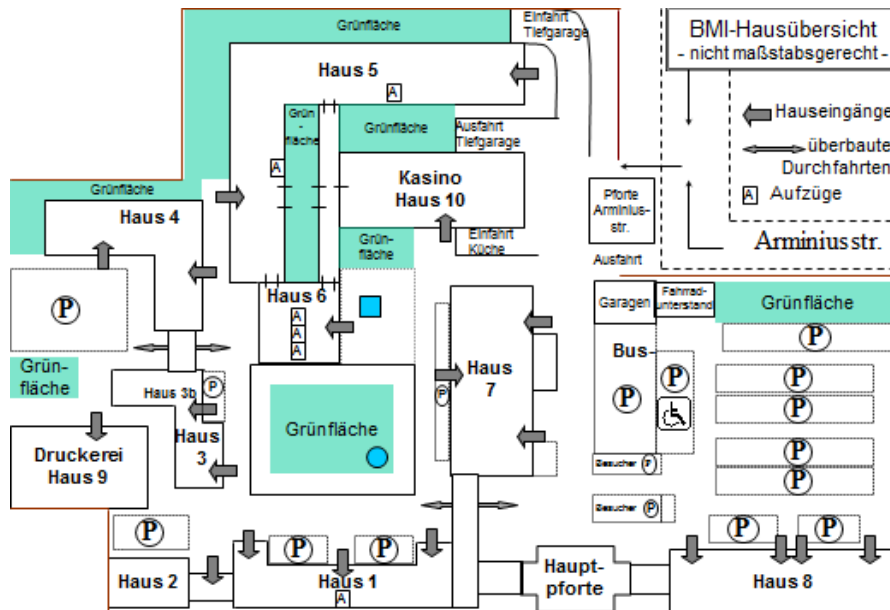 Grünfläche
Einfahrt
Tiefgarage
BMI-Hausübersicht
- nicht maßstabsgerecht -
Haus 5
A
Hauseingänge
überbaute
Durchfahrten
A Aufzüge
Grün-
fläche
Grünfläche
Ausfahrt
Tiefgarage
A
Grünfläche
Haus 4
Kasino
Haus 10
Pforte
Arminius-
str.
Arminiusstr.
Einfahrt
Küche
Ausfahrt
Grün-
fläche
P
Haus 6
A
A
A
Garagen
Fahrrad-
unterstand
Grünfläche
P
Bus-
P
P
P
P
Haus
7
P
Grün-
fläche
Haus 3b
P
Haus
3
Druckerei
Haus 9
Grünfläche
P
P
Besucher P
Besucher P
P
P
P
P
P
Haus 2
Haus 1
A
Haupt-
pforte
Haus 8